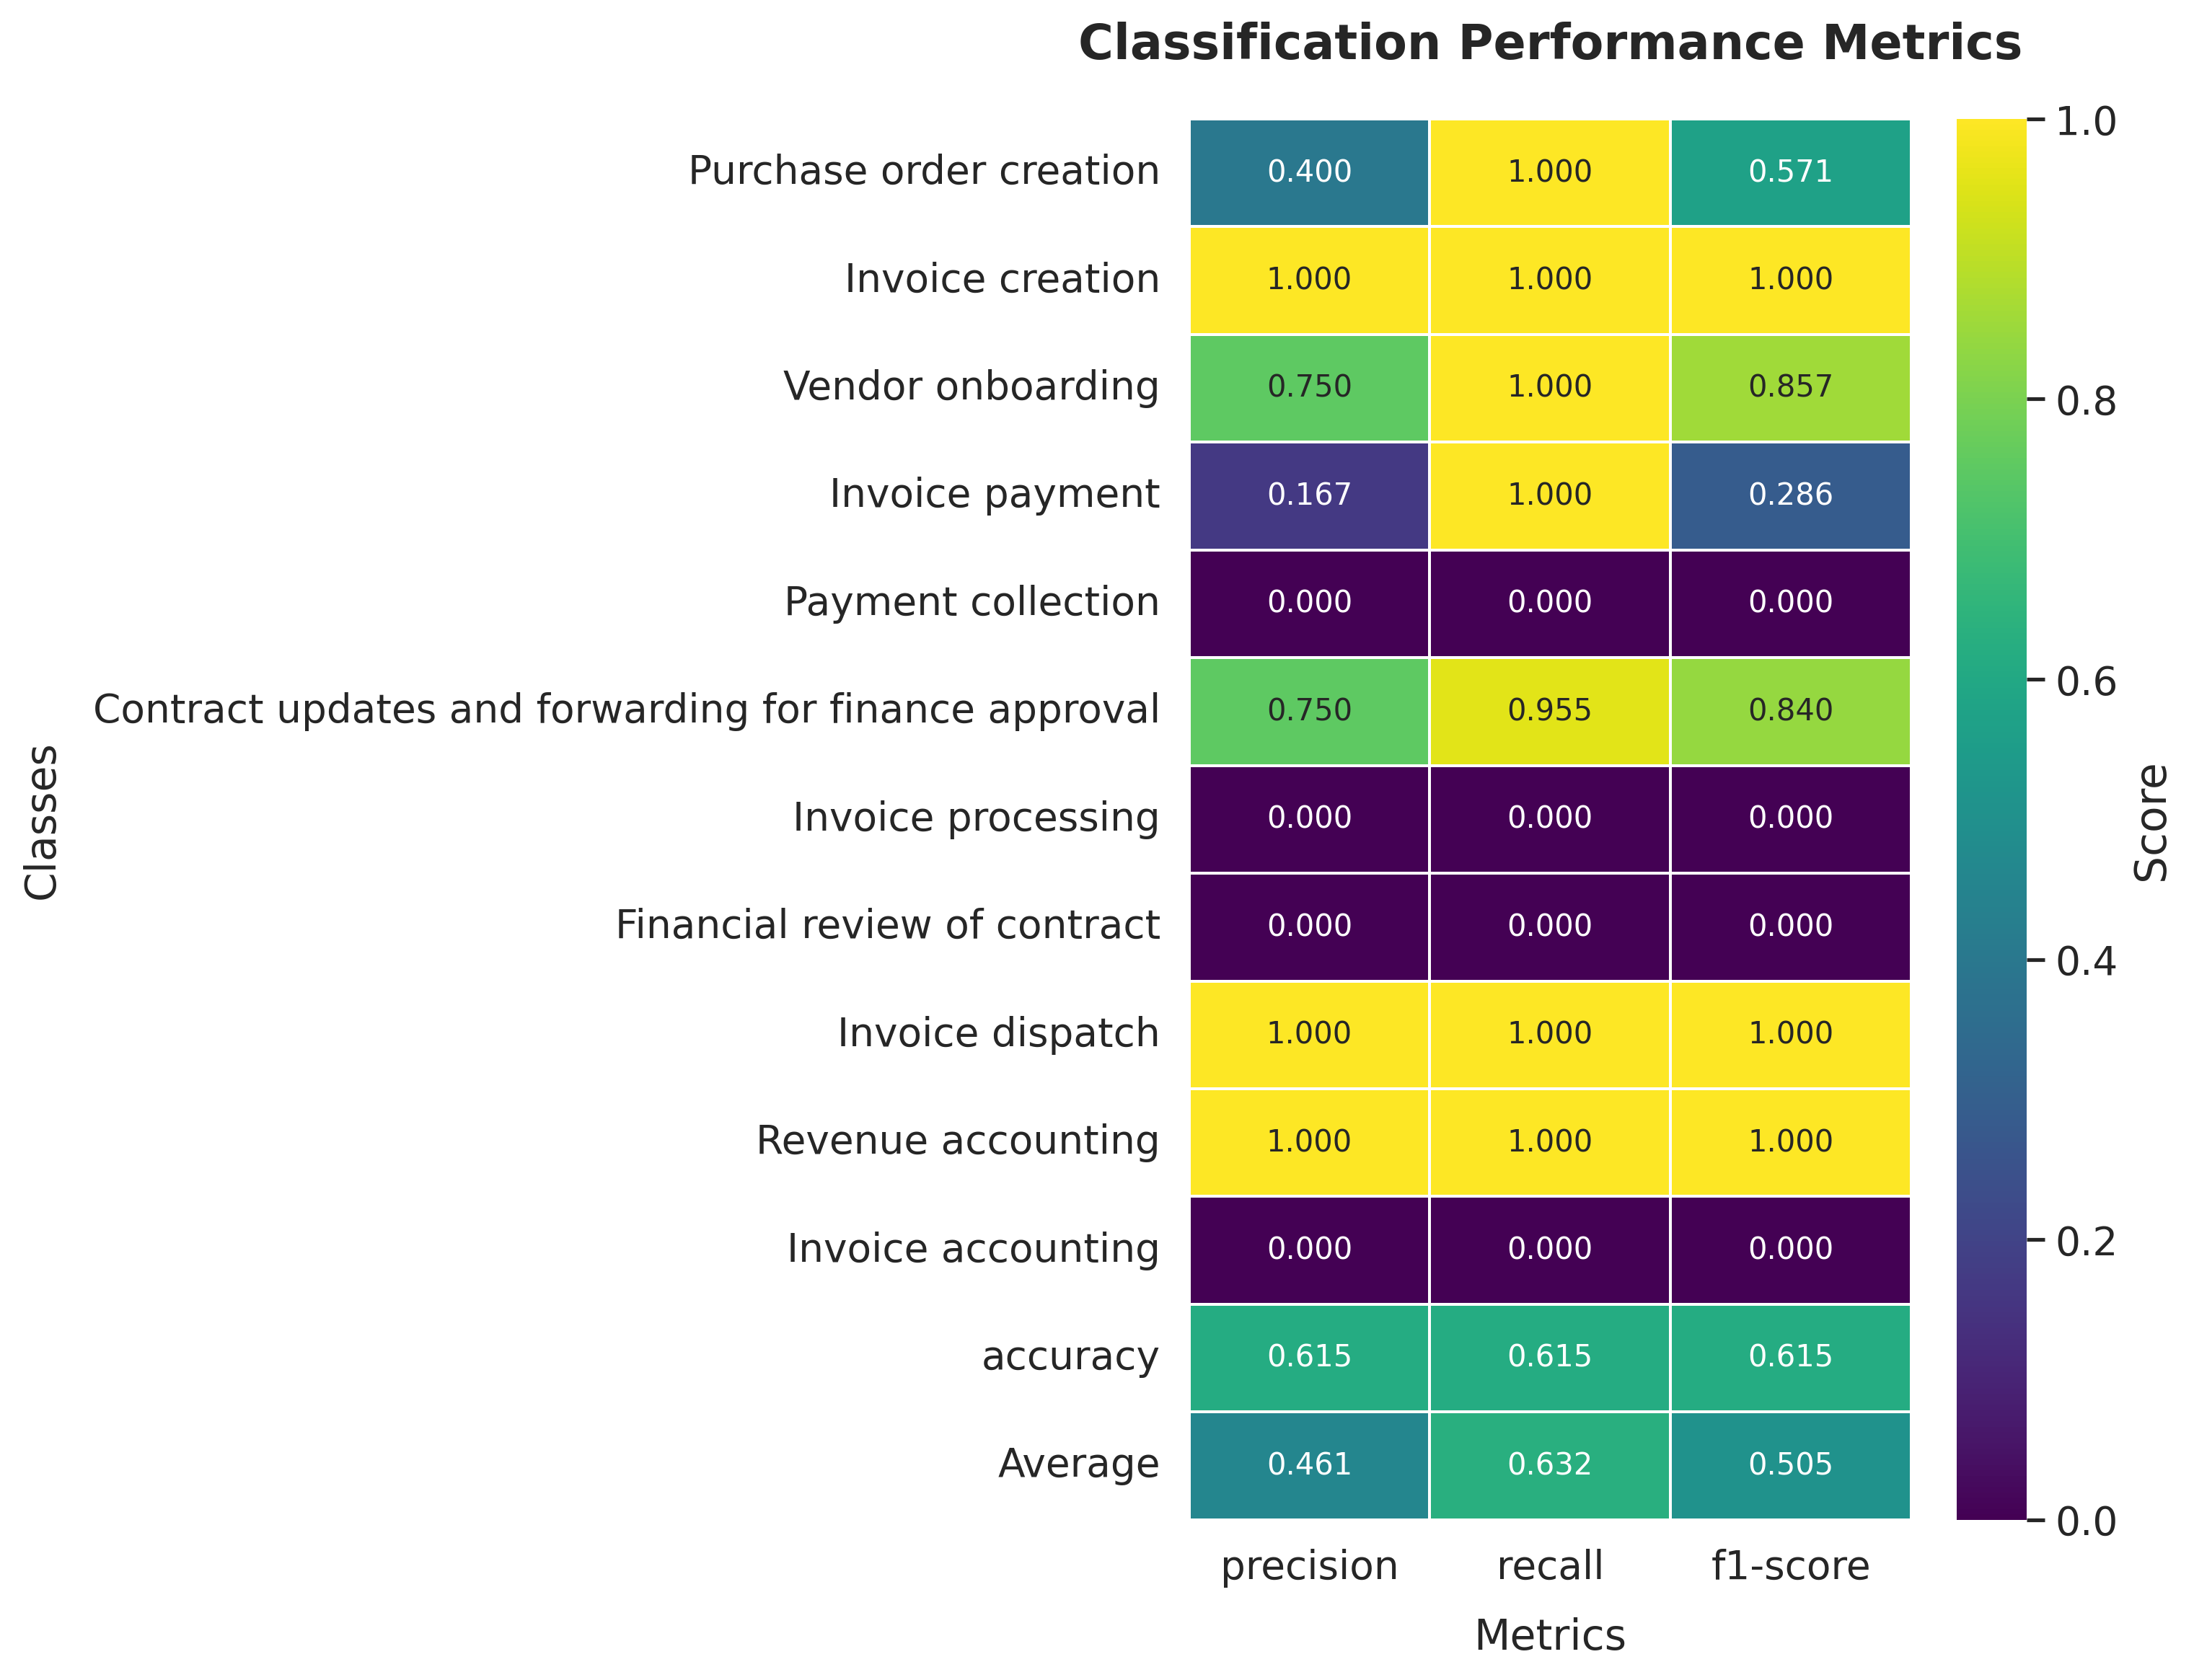 Classification Performance Metrics
Purchase order creation 0.400 1.000 0.571
Invoice creation 1.000 1.000 1.000
Vendor onboarding 0.750 1.000 0.857
Invoice payment 0.167 1.000 0.286
Payment collection 0.000 0.000 0.000
Contract updates and forwarding for finance approval 0.750 0.955 0.840
Invoice processing 0.000 0.000 0.000
Financial review of contract 0.000 0.000 0.000
Invoice dispatch 1.000 1.000 1.000
Revenue accounting 1.000 1.000 1.000
Invoice accounting 0.000 0.000 0.000
accuracy 0.615 0.615 0.615
Average 0.461 0.632 0.505
precision recall f1-score
Metrics
Classes
1.0
0.8
0.6
0.4
0.2
0.0
Score